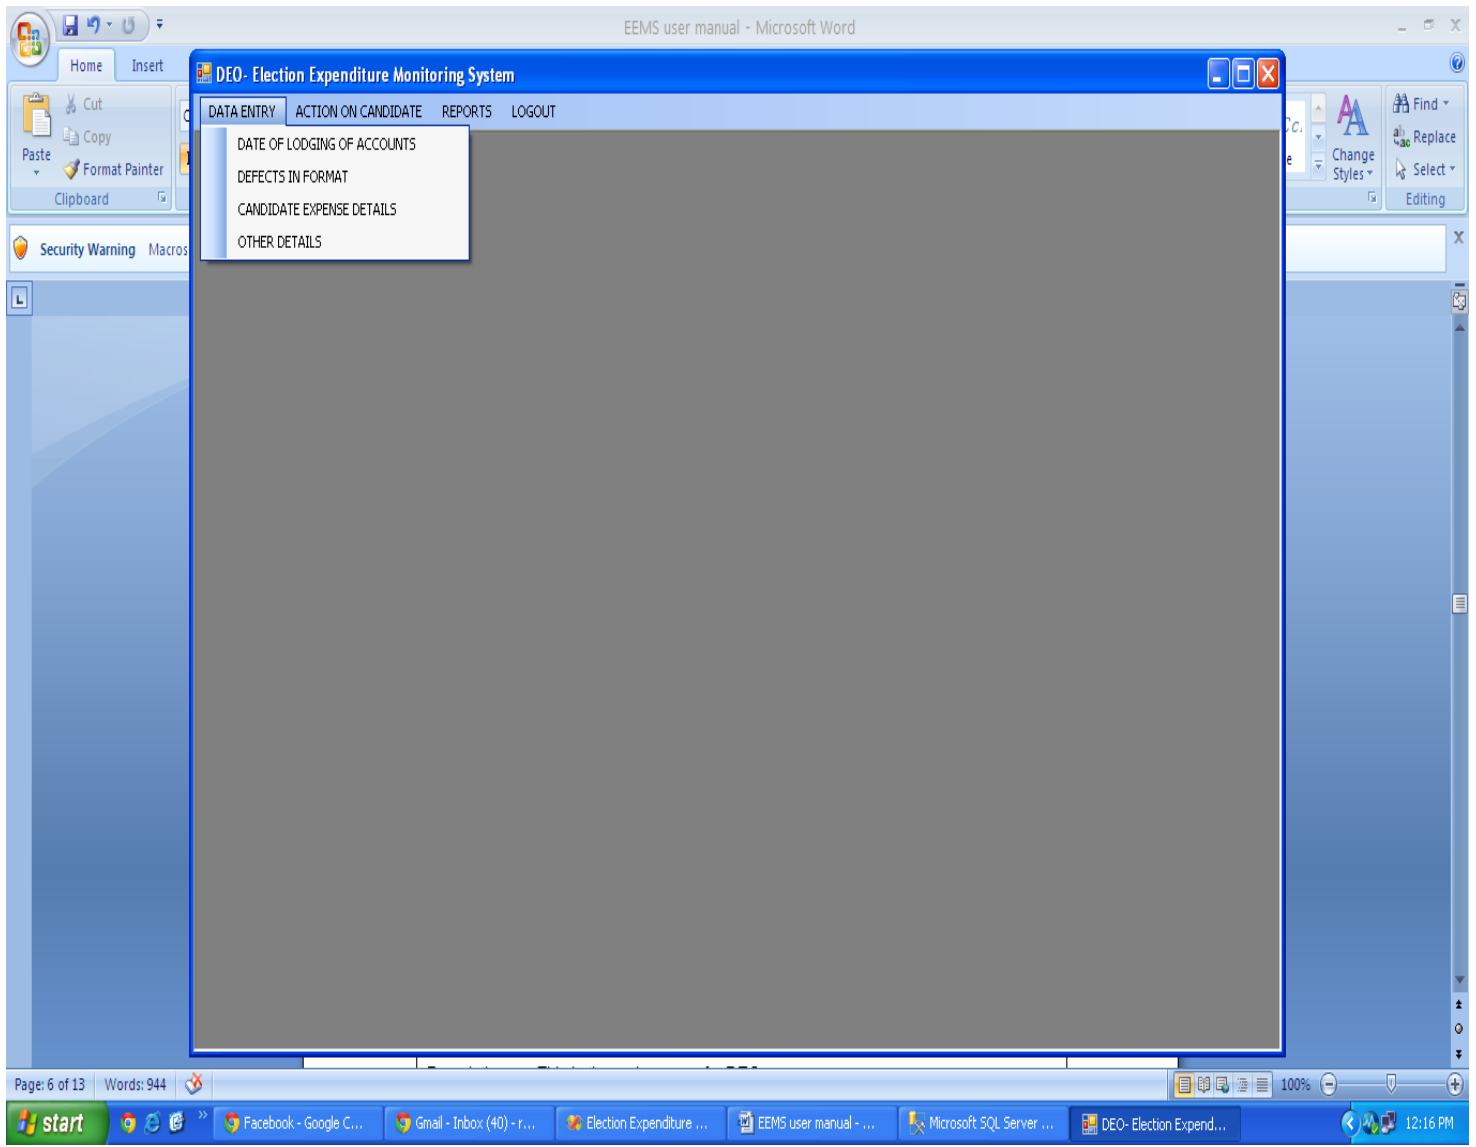 EEMS user manual - Microsoft Word
Home Insert
DEO- Election Expenditure Monitoring System
DATA ENTRY ACTION ON CANDIDATE REPORTS LOGOUT
DATE OF LODGING OF ACCOUNTS
DEFECTS IN FORMAT
CANDIDATE EXPENSE DETAILS
OTHER DETAILS
Paste
Cut
Copy
Format Painter
Clipboard
Change
Styles
Find
Replace
Select
Editing
Security Warning Macros
Page: 6 of 13 Words: 944
100%
start
Facebook - Google C...
Gmail - Inbox (40) - r...
Election Expenditure ...
EEMS user manual - ...
Microsoft SQL Server ...
DEO- Election Expend...
12:16 PM